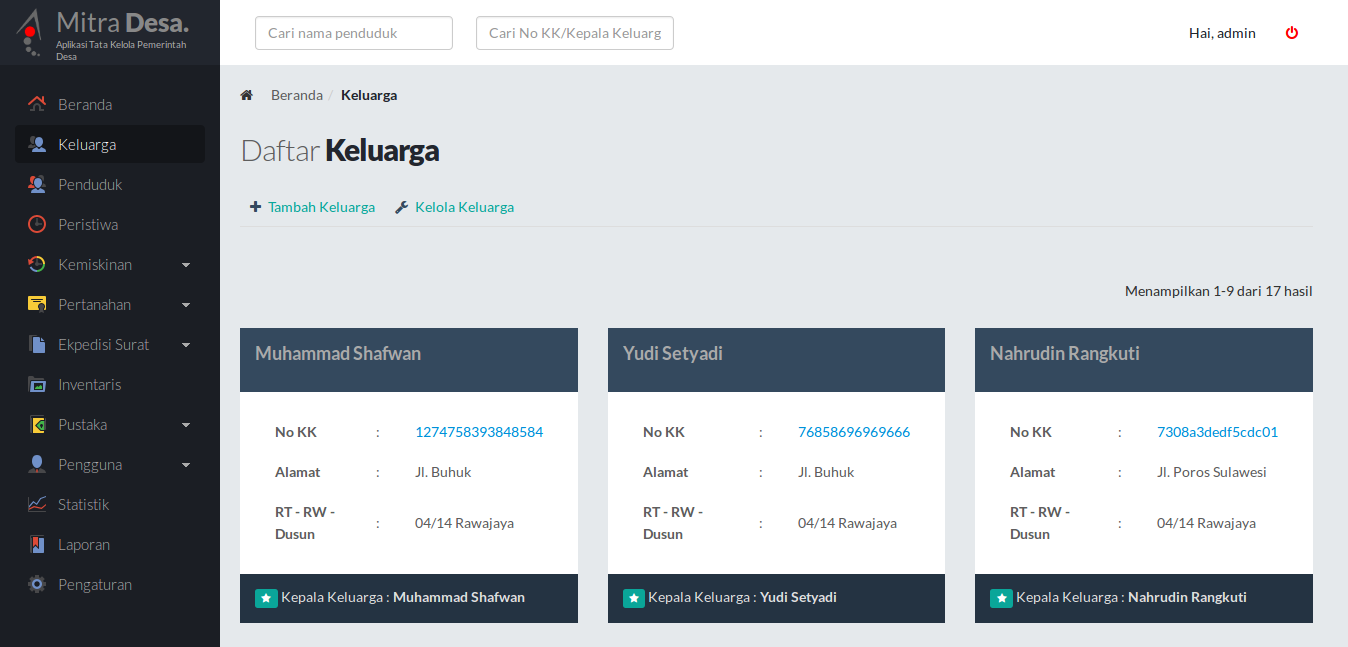 Mitra Desa.
Aplikasi Tata Kelola Pemerintah
Desa
Cari nama penduduk
Cari No KK/Kepala Keluarg
Hai, admin
Beranda
Keluarga
Penduduk
Peristiwa
Kemiskinan
Pertanahan
Ekpedisi Surat
Inventaris
Pustaka
Pengguna
Statistik
Laporan
Pengaturan
Beranda / Keluarga
Daftar Keluarga
Tambah Keluarga
Kelola Keluarga
Menampilkan 1-9 dari 17 hasil
Muhammad Shafwan
No KK : 1274758393848584
Alamat : Jl. Buhuk
RT - RW -
Dusun : 04/14 Rawajaya
Kepala Keluarga : Muhammad Shafwan
Yudi Setyadi
No KK : 76858696969666
Alamat : Jl. Buhuk
RT - RW -
Dusun : 04/14 Rawajaya
Kepala Keluarga : Yudi Setyadi
Nahrudin Rangkuti
No KK : 7308a3dedf5cdc01
Alamat : Jl. Poros Sulawesi
RT - RW -
Dusun : 04/14 Rawajaya
Kepala Keluarga : Nahrudin Rangkuti